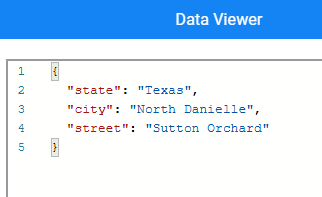 Data Viewer
1 {
2   "state": "Texas",
3   "city": "North Danielle",
4   "street": "Sutton Orchard"
5 }